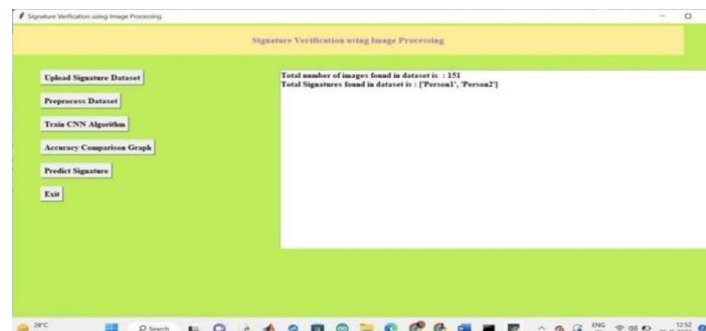 Signature Verification using Image Processing
Signature Verification using Image Processing
Upload Signature Dataset
Preprocess Dataset
Train CNN Algorithm
Accuracy Comparison Graph
Predict Signature
Exit
Total number of images found in dataset is : 151
Total Signatures found in dataset is : ['Person1', 'Person2']
28°C
Search
ENG
12:52